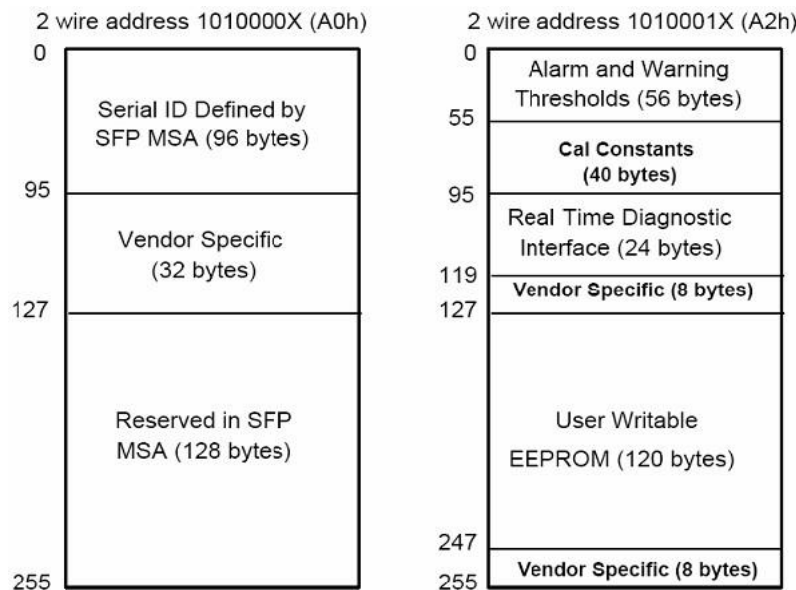 2 wire address 1010000X (A0h)
0
Serial ID Defined by
SFP MSA (96 bytes)
95
Vendor Specific
(32 bytes)
127
Reserved in SFP
MSA (128 bytes)
255
2 wire address 1010001X (A2h)
0
Alarm and Warning
Thresholds (56 bytes)
55
Cal Constants
(40 bytes)
95
Real Time Diagnostic
Interface (24 bytes)
119
Vendor Specific (8 bytes)
127
User Writable
EEPROM (120 bytes)
247
Vendor Specific (8 bytes)
255